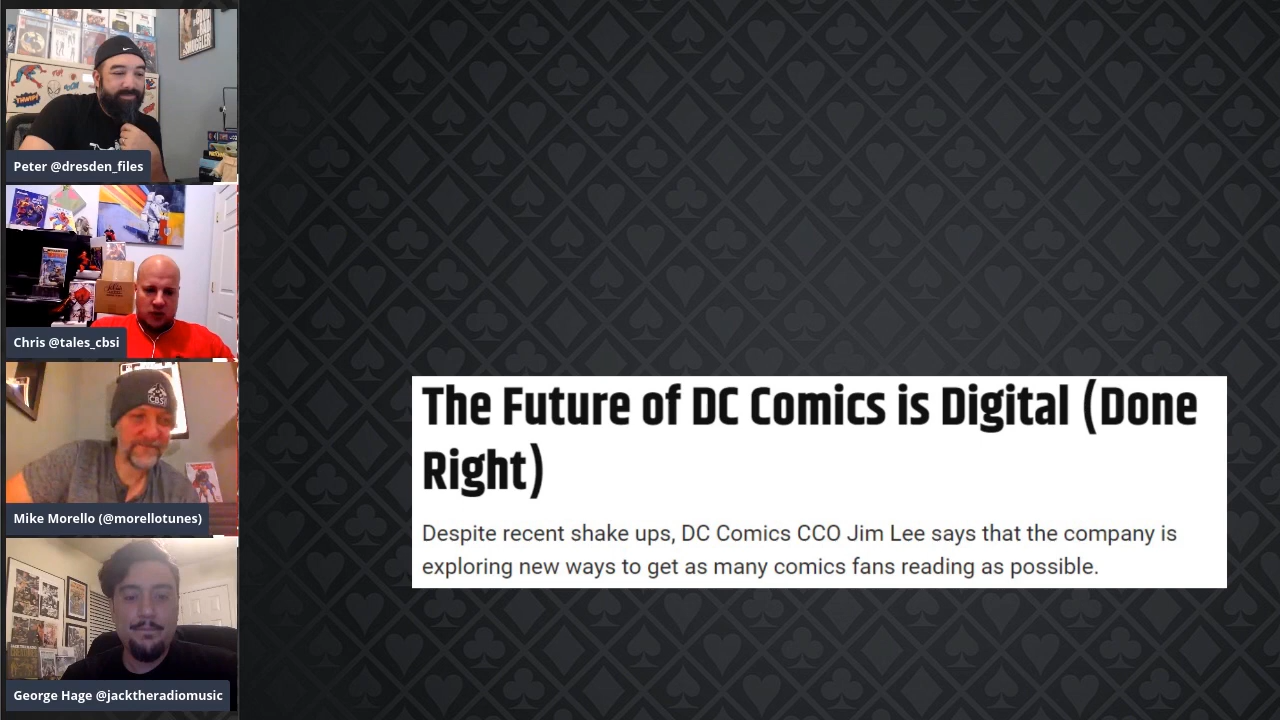 Peter @dresden_files
Chris @tales_cbsi
Mike Morello (@morellotunes)
George Hage @jacktheradiomusic
THWIP!
CBSI
The Future of DC Comics is Digital (Done
Right)
Despite recent shake ups, DC Comics CCO Jim Lee says that the company is
exploring new ways to get as many comics fans reading as possible.